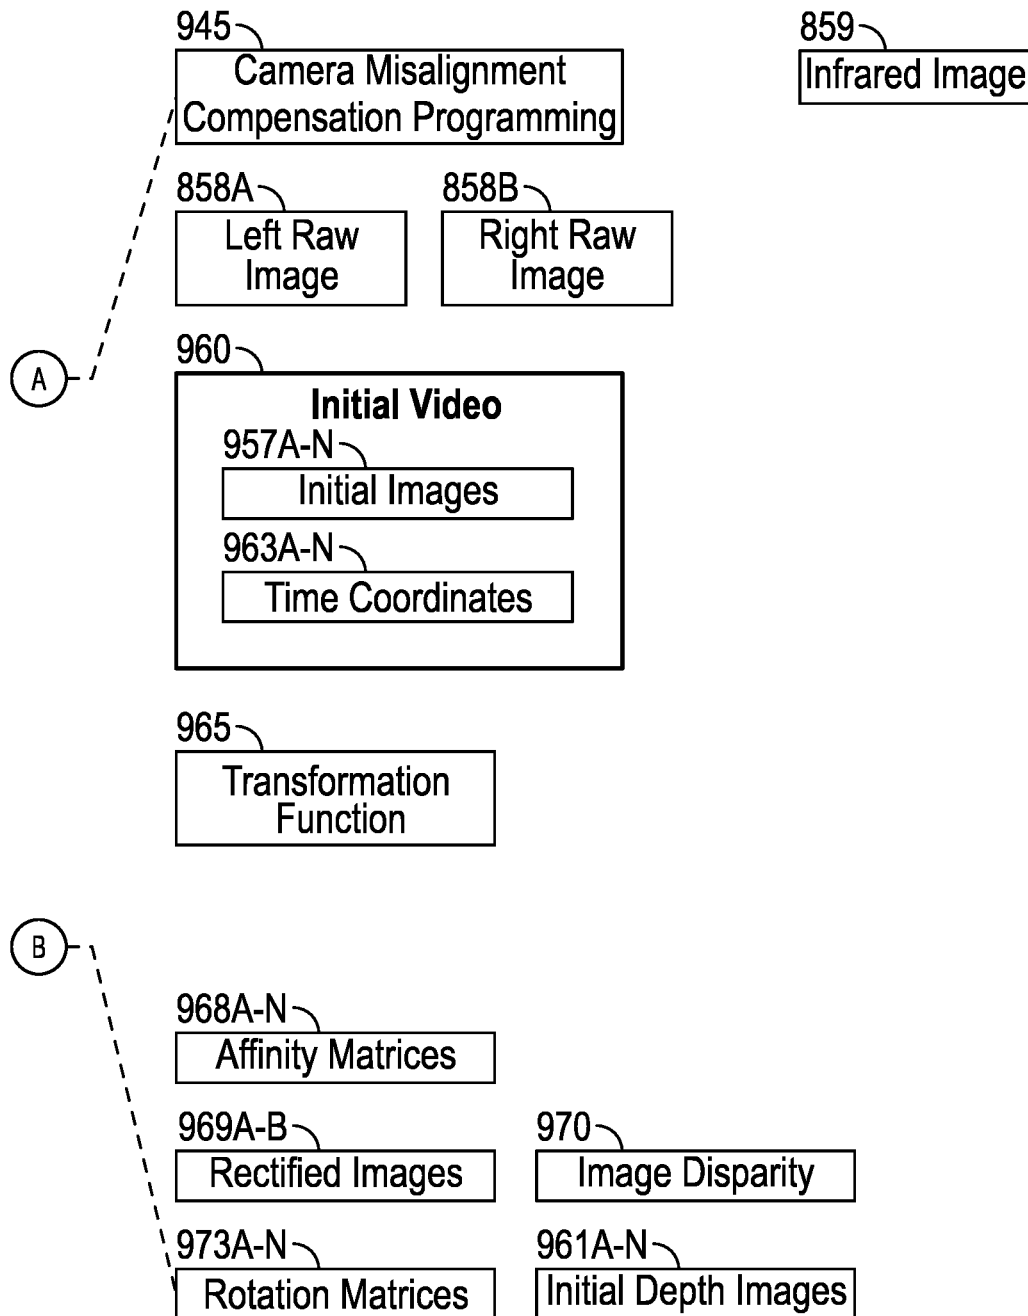 945
Camera Misalignment
Compensation Programming
859
Infrared Image
858A
Left Raw
Image
858B
Right Raw
Image
A
960
Initial Video
957A-N
Initial Images
963A-N
Time Coordinates
965
Transformation
Function
B
968A-N
Affinity Matrices
969A-B
Rectified Images
970
Image Disparity
973A-N
Rotation Matrices
961A-N
Initial Depth Images